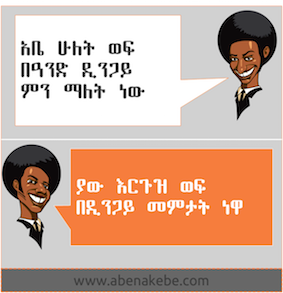 አቤ ሁለት ወፍ
በዓንድ ዲንጋይ
ምን ማለት ነው
ያው እርጉዝ ወፍ
በዲንጋይ መምታት ነዋ
www.abenakebe.com